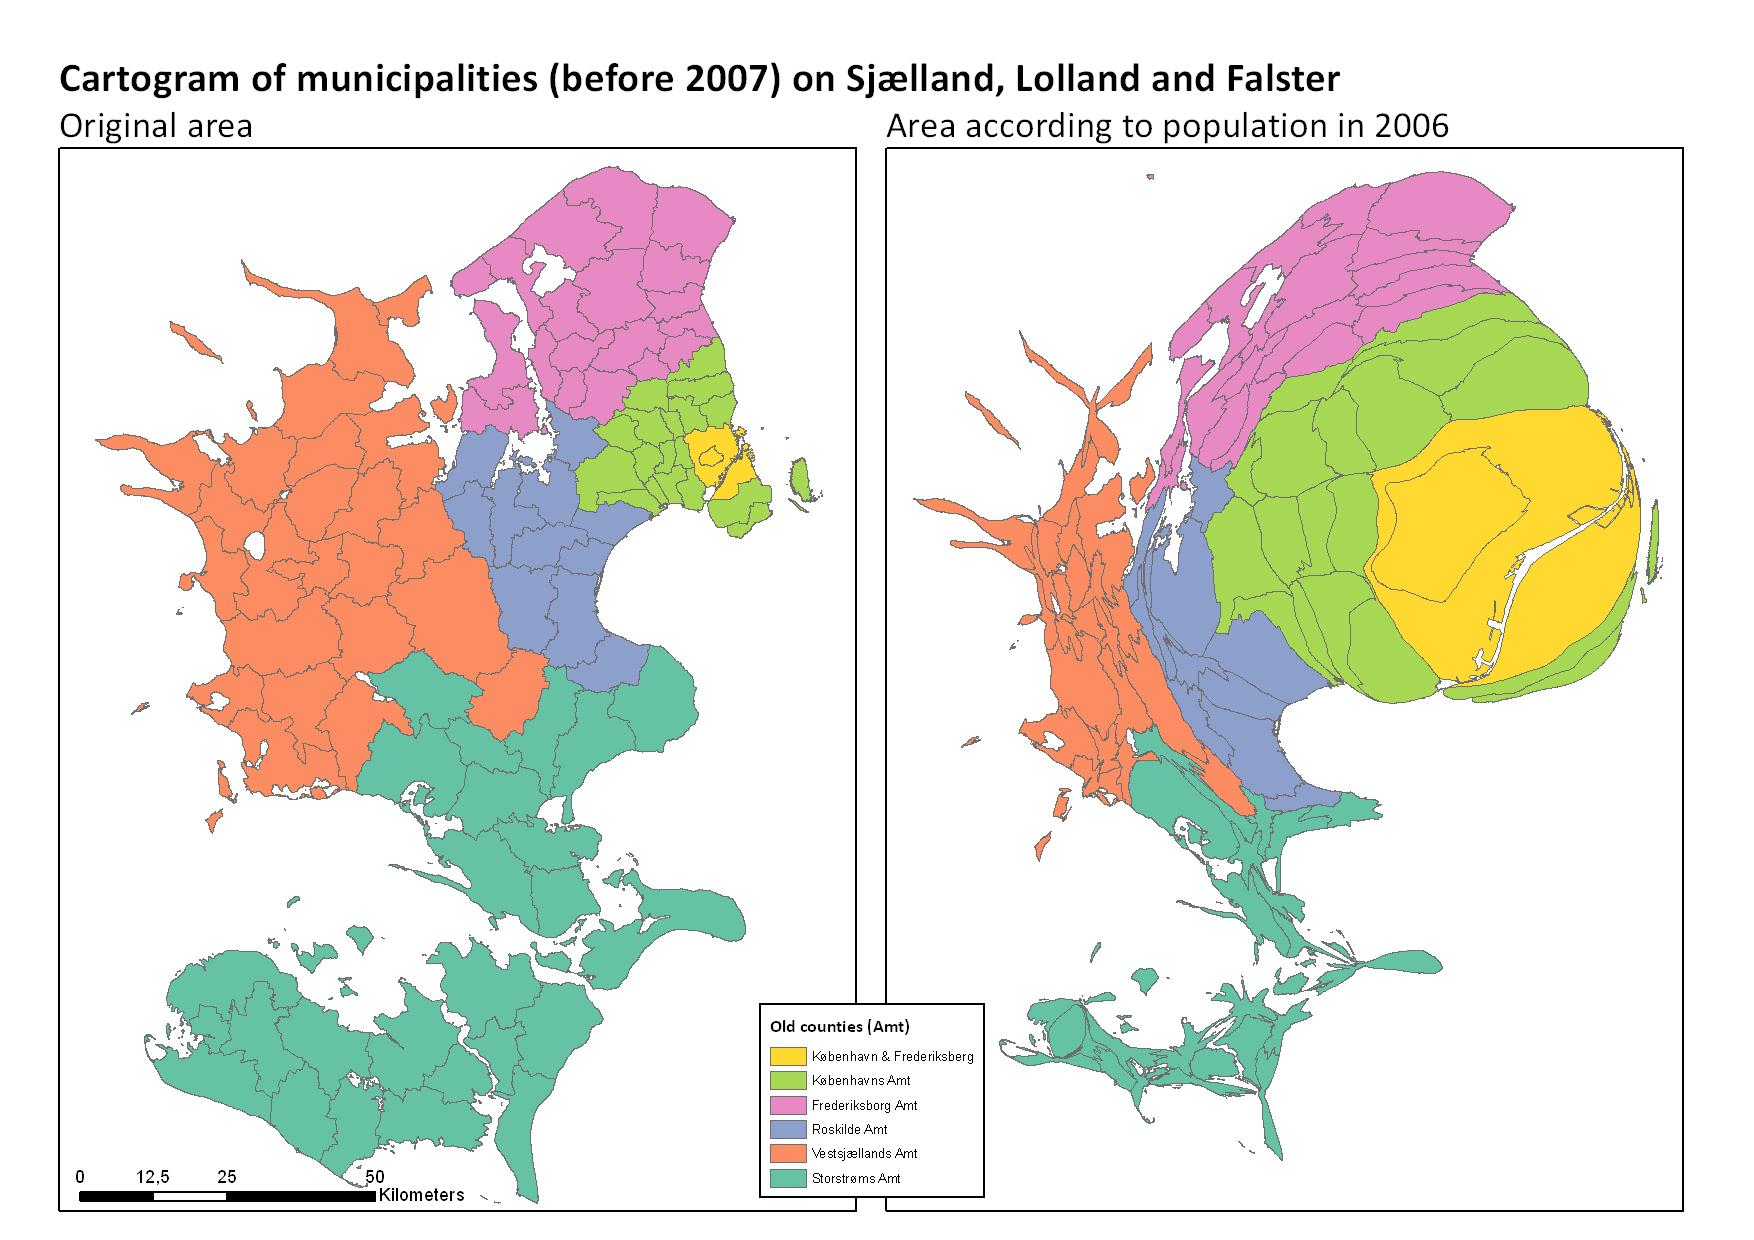 Cartogram of municipalities (before 2007) on Sjælland, Lolland and Falster
Original area
Area according to population in 2006
Old counties (Amt)
København & Frederiksberg
Københavns Amt
Frederiksborg Amt
Roskilde Amt
Vestsjællands Amt
Storstrøms Amt
0 12,5 25 50
Kilometers